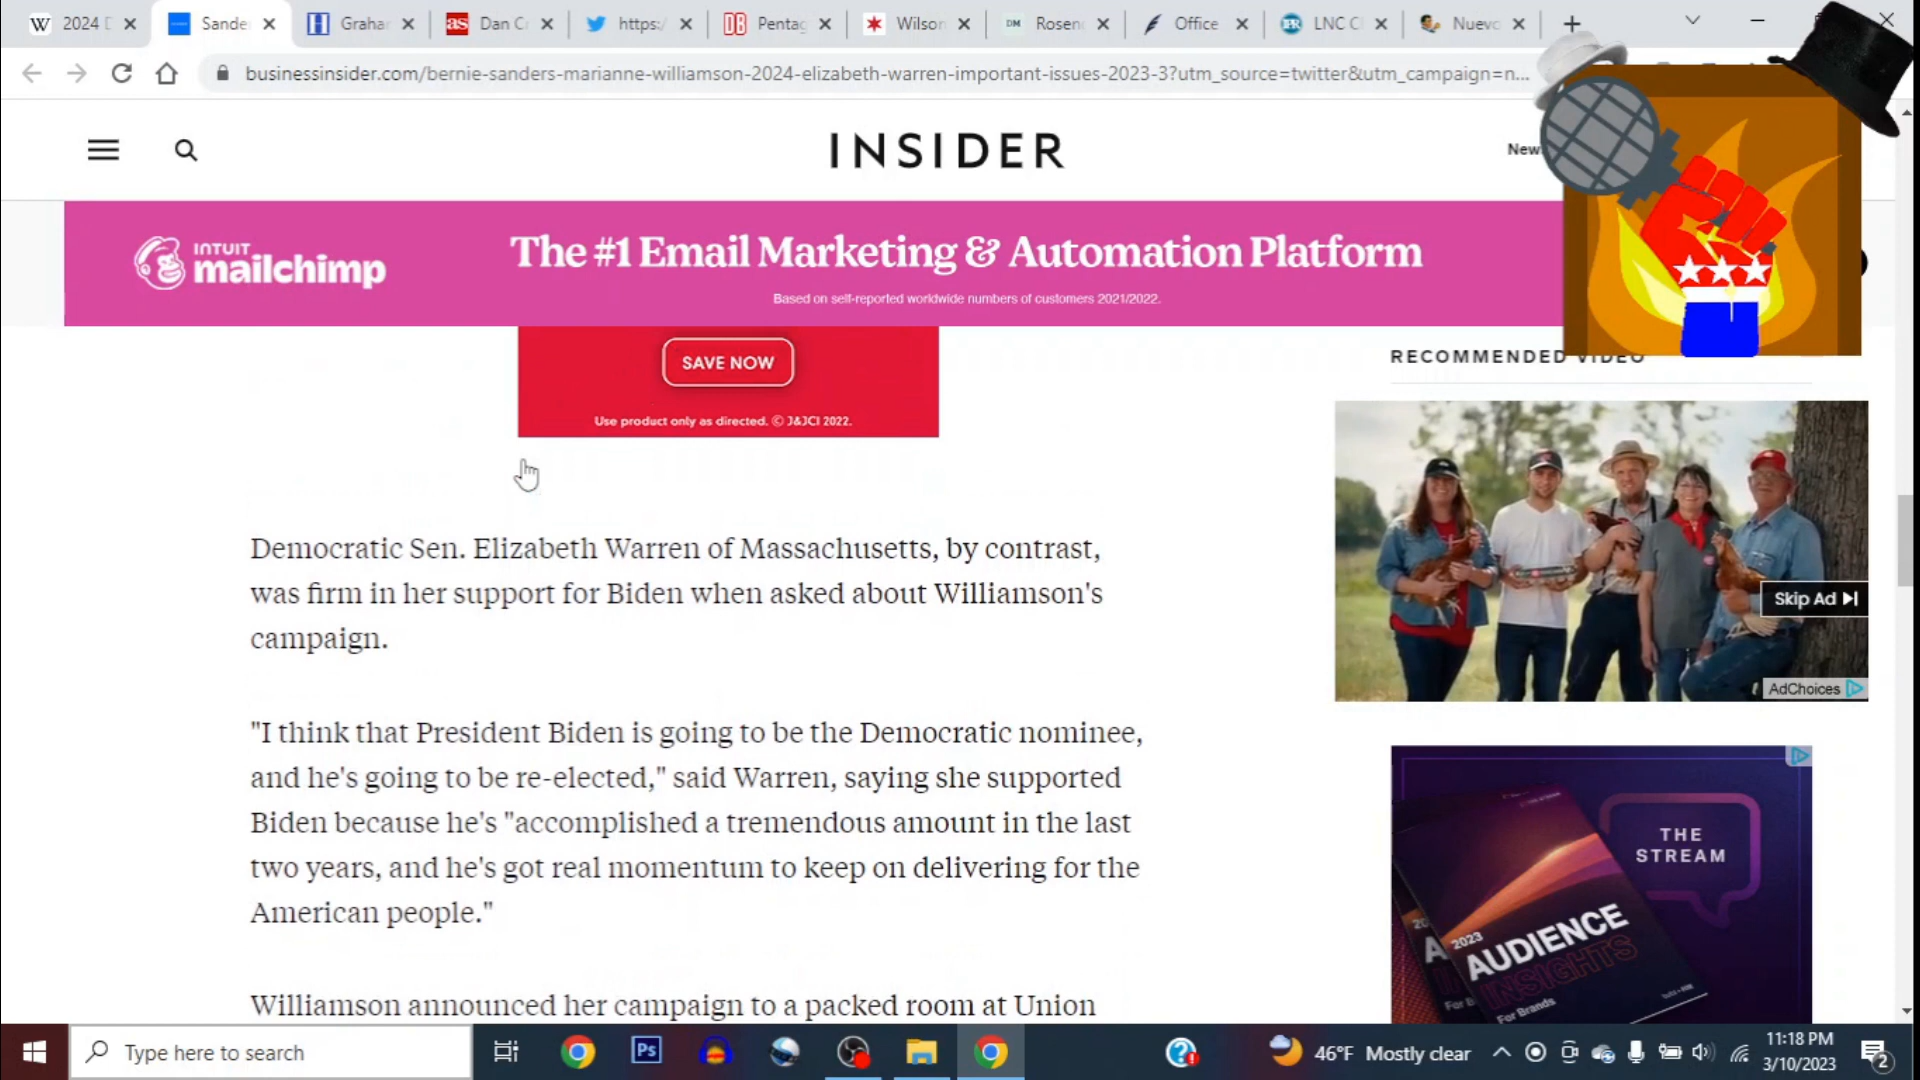 W 2024 D
Sande
Grahar
as Dan C
https:/
DB Pentag
Wilson
DM Rosen
Office
LNC C
Nuevo
businessinsider.com/bernie-sanders-marianne-williamson-2024-elizabeth-warren-important-issues-2023-3?utm_source=twitter&utm_campaign=n...
INSIDER
New
INTUIT
mailchimp
The #1 Email Marketing & Automation Platform
Based on self-reported worldwide numbers of customers 2021/2022.
SAVE NOW
Use product only as directed. © J&JCI 2022.
RECOMMENDED VIDEO
Skip Ad
AdChoices
Democratic Sen. Elizabeth Warren of Massachusetts, by contrast,
was firm in her support for Biden when asked about Williamson's
campaign.
"I think that President Biden is going to be the Democratic nominee,
and he's going to be re-elected," said Warren, saying she supported
Biden because he's "accomplished a tremendous amount in the last
two years, and he's got real momentum to keep on delivering for the
American people."
Williamson announced her campaign to a packed room at Union
THE
STREAM
2023
AUDIENCE
INSIGHTS
For Brands
Type here to search
Ps
46°F Mostly clear
11:18 PM
3/10/2023
2